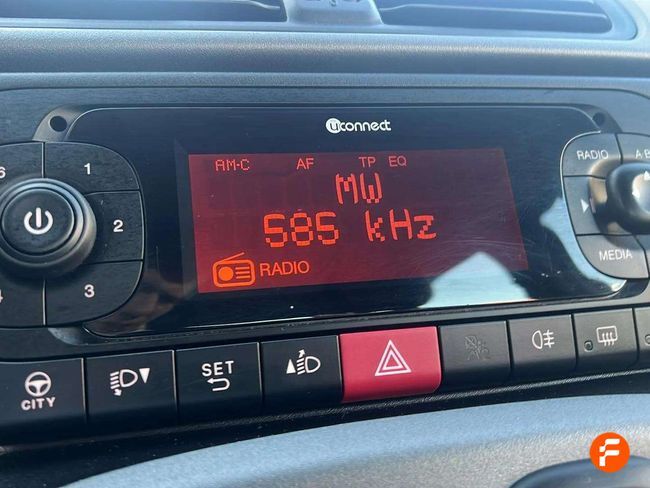 uconnect
AM-C AF TP EQ
MW
585 kHz
RADIO
6 1
2
4 3
RADIO A B
MEDIA
CITY
SET
F